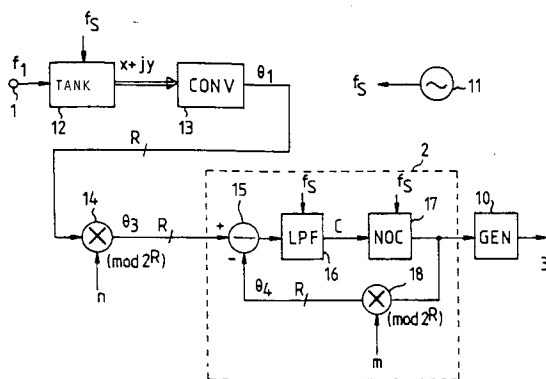 fS
f1
x+jy
θ1
1
TANK
12
CONV
13
fS
11
R
2
fS
fS
14
15
17
10
θ3
R
+
LPF
C
NOC
GEN
3
(mod 2R)
−
16
18
n
θ4
R
(mod 2R)
m